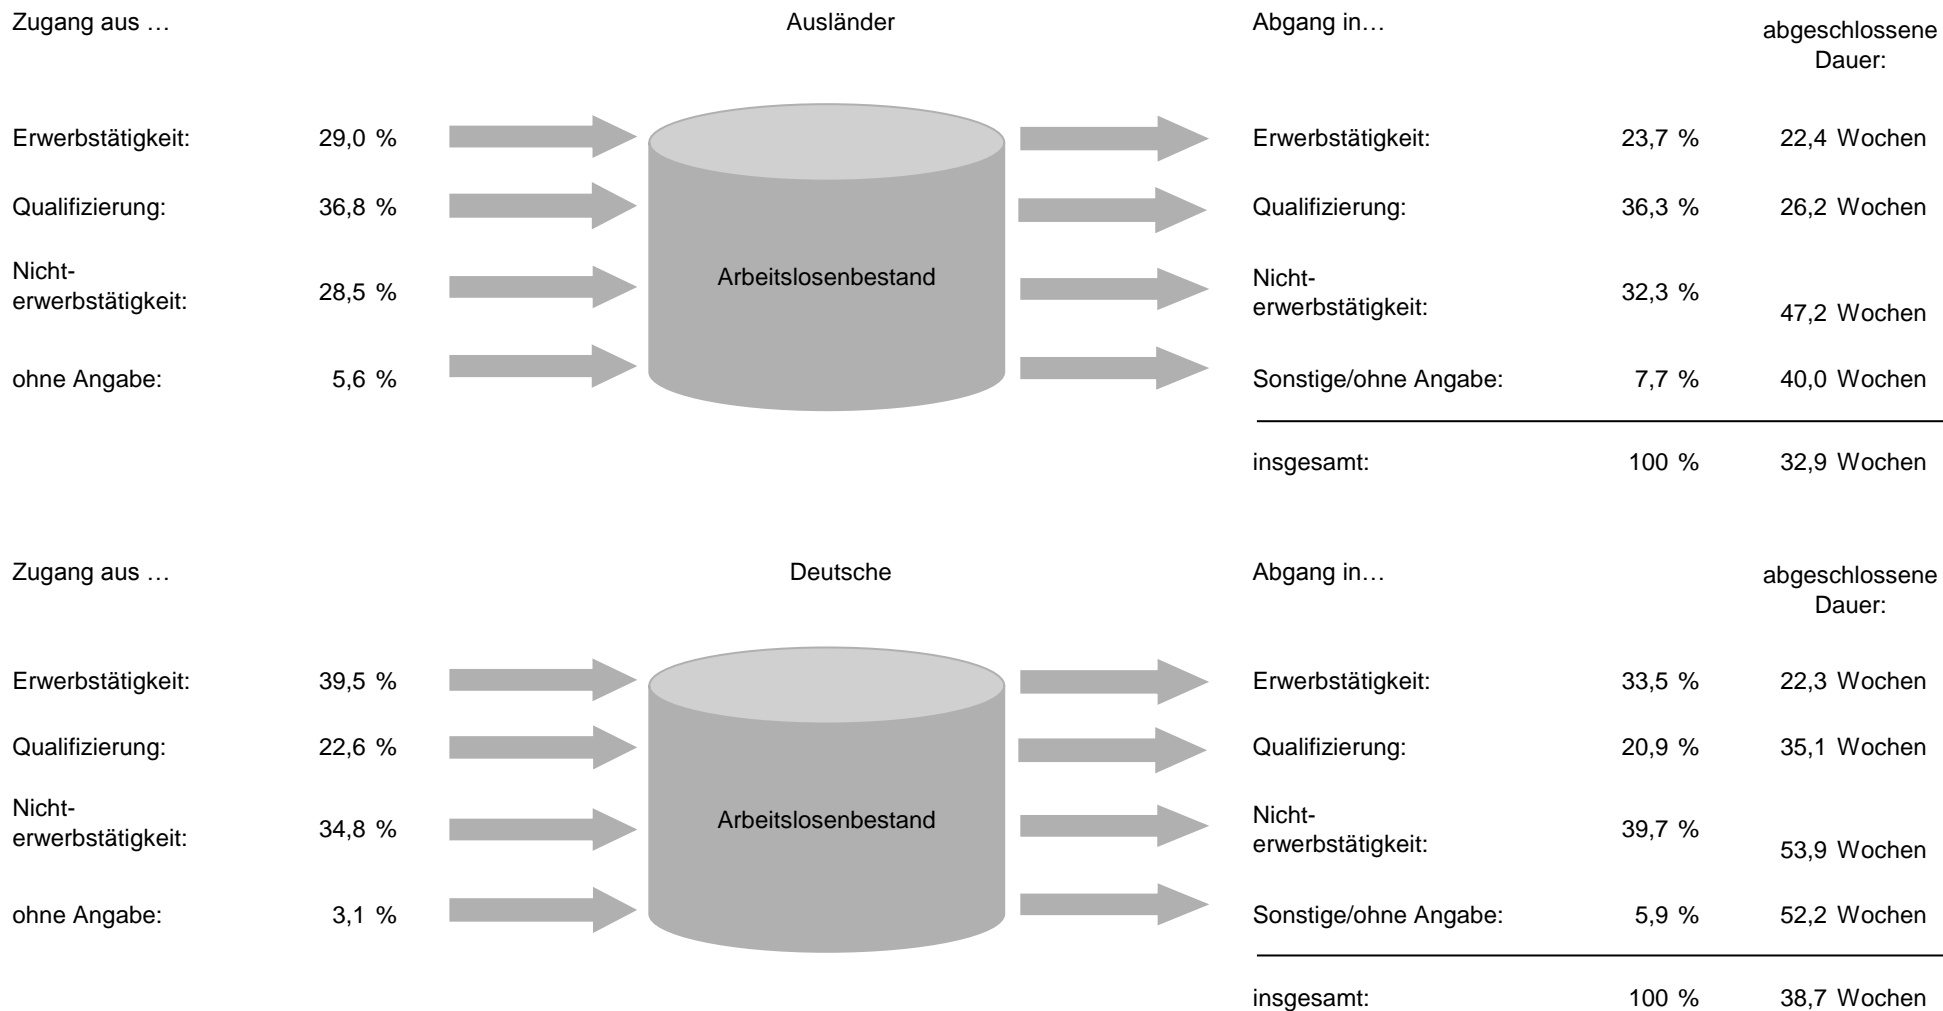 Zugang aus …
Ausländer
Abgang in…
abgeschlossene
Dauer:
Erwerbstätigkeit: 29,0 %
Erwerbstätigkeit: 23,7 % 22,4 Wochen
Qualifizierung: 36,8 %
Qualifizierung: 36,3 % 26,2 Wochen
Nicht-
erwerbstätigkeit: 28,5 %
Arbeitslosenbestand
Nicht-
erwerbstätigkeit: 32,3 % 47,2 Wochen
ohne Angabe: 5,6 %
Sonstige/ohne Angabe: 7,7 % 40,0 Wochen
insgesamt: 100 % 32,9 Wochen
Zugang aus …
Deutsche
Abgang in…
abgeschlossene
Dauer:
Erwerbstätigkeit: 39,5 %
Erwerbstätigkeit: 33,5 % 22,3 Wochen
Qualifizierung: 22,6 %
Qualifizierung: 20,9 % 35,1 Wochen
Nicht-
erwerbstätigkeit: 34,8 %
Arbeitslosenbestand
Nicht-
erwerbstätigkeit: 39,7 % 53,9 Wochen
ohne Angabe: 3,1 %
Sonstige/ohne Angabe: 5,9 % 52,2 Wochen
insgesamt: 100 % 38,7 Wochen